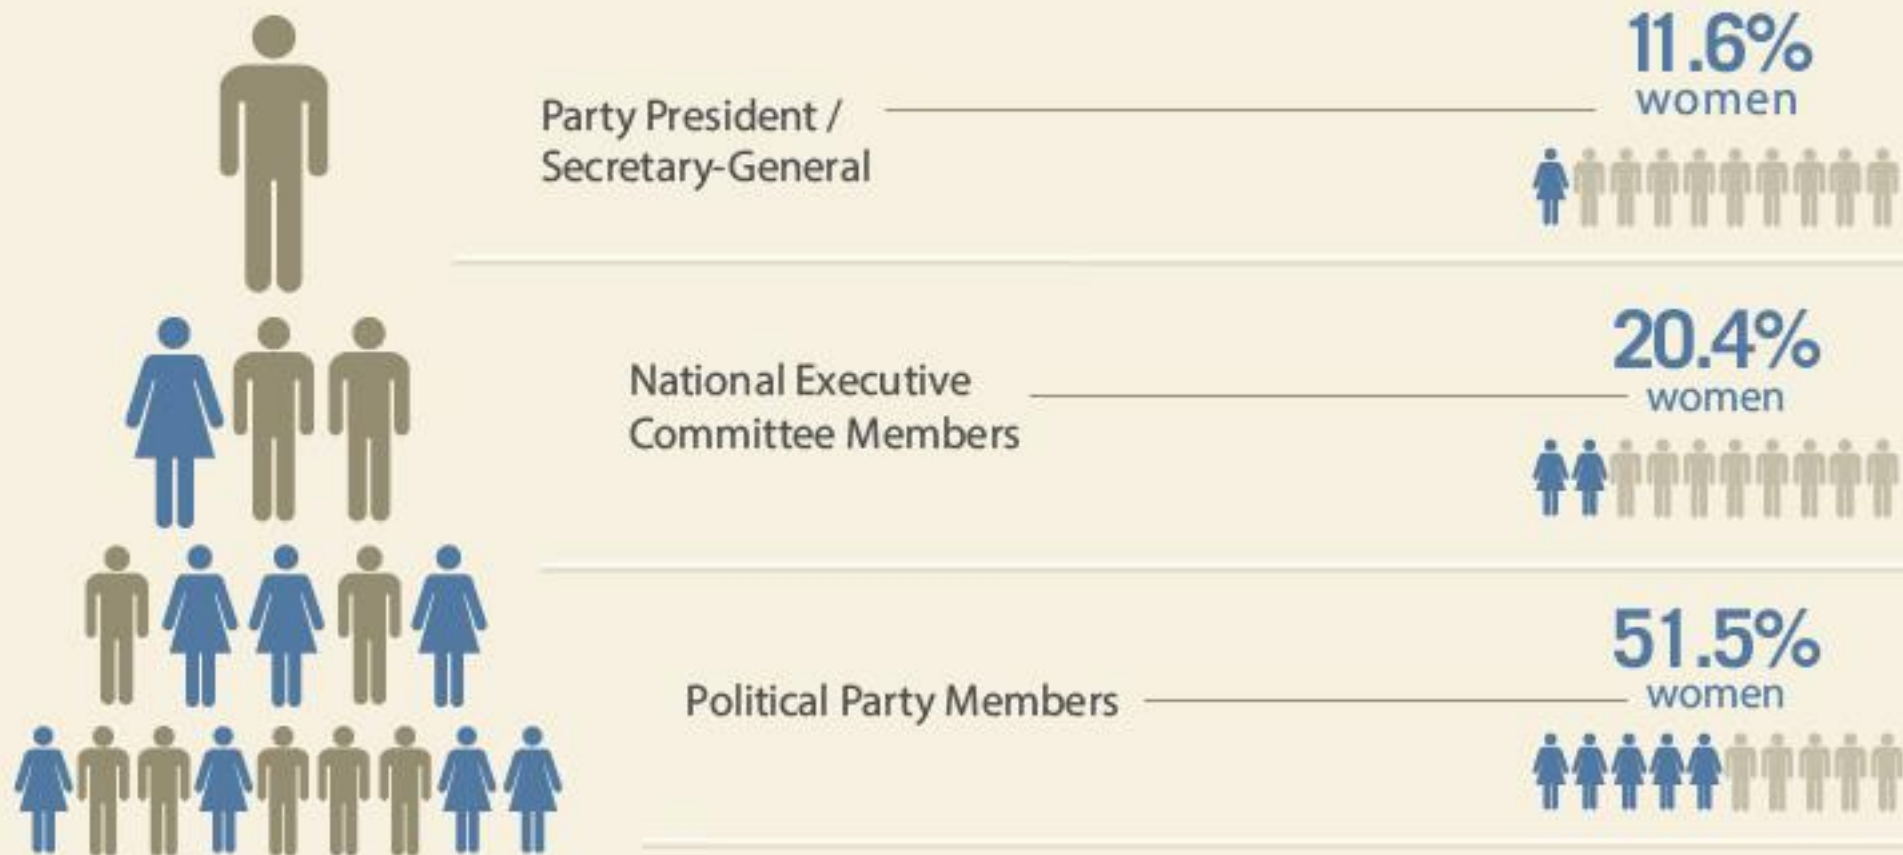 Party President /
Secretary-General
11.6%
women
National Executive
Committee Members
20.4%
women
Political Party Members
51.5%
women